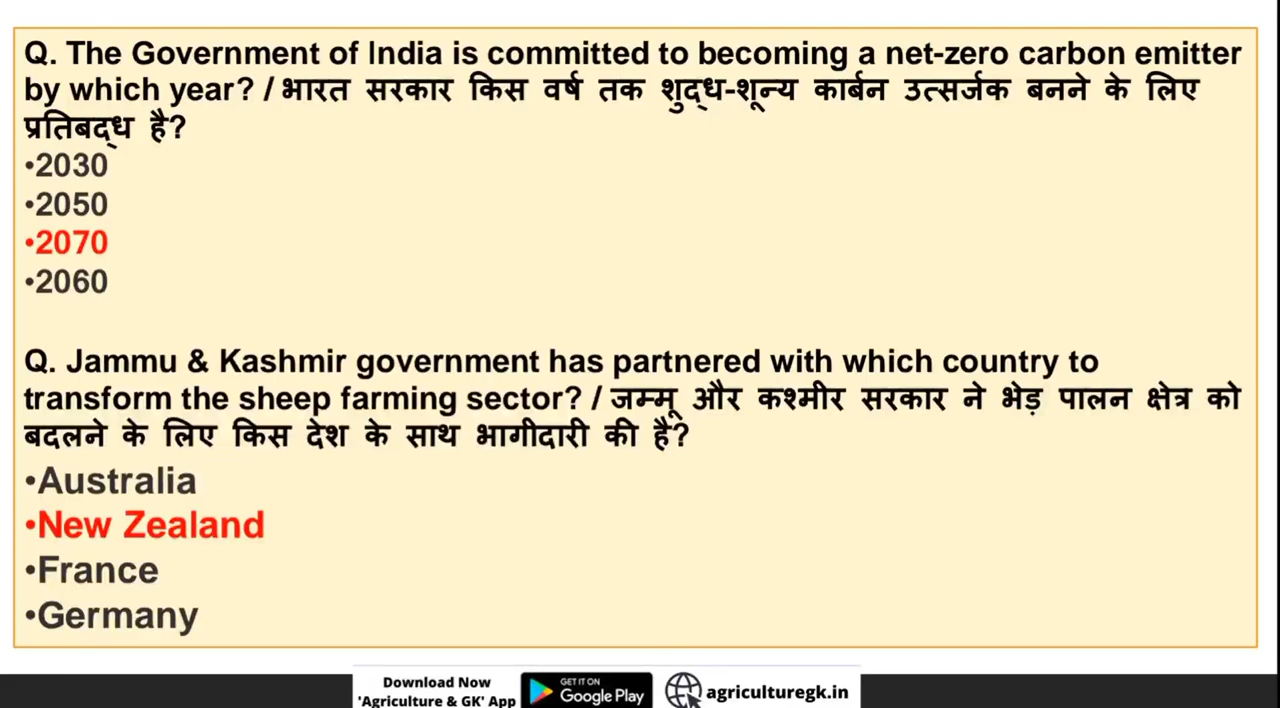 Q. The Government of India is committed to becoming a net-zero carbon emitter
by which year? / भारत सरकार किस वर्ष तक शुद्ध-शून्य कार्बन उत्सर्जक बनने के लिए
प्रतिबद्ध है?
•2030
•2050
•2070
•2060
Q. Jammu & Kashmir government has partnered with which country to
transform the sheep farming sector? / जम्मू और कश्मीर सरकार ने भेड़ पालन क्षेत्र को
बदलने के लिए किस देश के साथ भागीदारी की है?
•Australia
•New Zealand
•France
•Germany
Download Now
'Agriculture & GK' App
GET IT ON
Google Play
agriculturegk.in